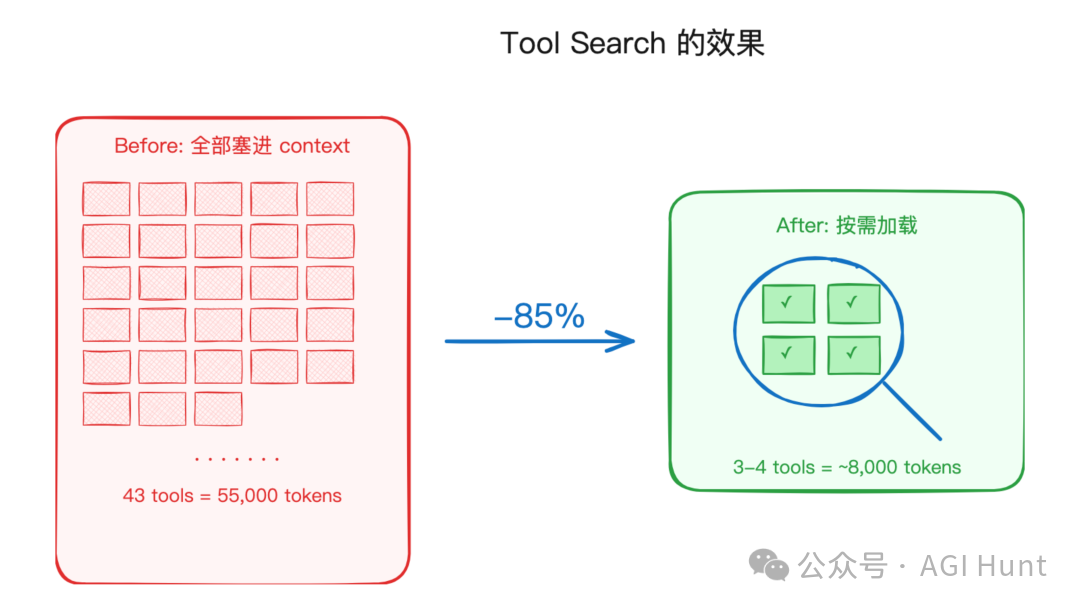 Tool Search 的效果
Before: 全部塞进 context
43 tools = 55,000 tokens
−85%
After: 按需加载
3–4 tools = ~8,000 tokens
公众号 · AGI Hunt